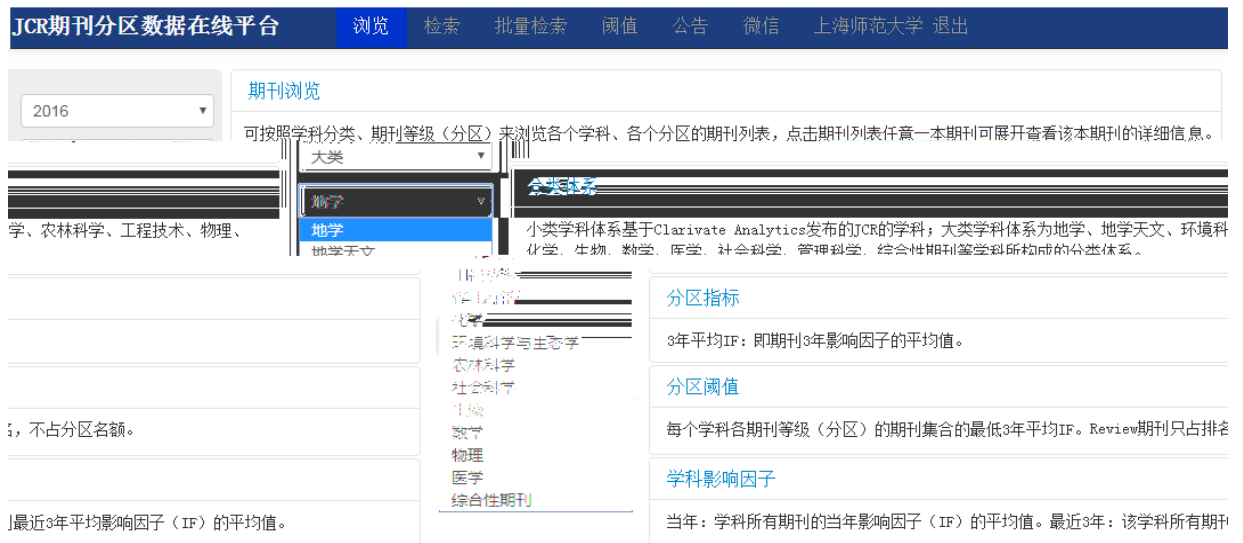 JCR期刊分区数据在线平台 浏览 检索 批量检索 阈值 公告 微信 上海师范大学 退出
2016
期刊浏览
可按照学科分类、期刊等级（分区）来浏览各个学科、各个分区的期刊列表，点击期刊列表任意一本期刊可展开查看该本期刊的详细信息。
大类
地学
分类体系
地学
地学天文
学、农林科学、工程技术、物理、
小类学科体系基于Clarivate Analytics发布的JCR的学科；大类学科体系为地学、地学天文、环境科
化学、生物、数学、医学、社会科学、管理科学、综合性期刊等学科所构成的分类体系。
化学
环境科学与生态学
农林科学
社会科学
生物
数学
物理
医学
综合性期刊
分区指标
3年平均IF：即期刊3年影响因子的平均值。
分区阈值
，不占分区名额。
每个学科各期刊等级（分区）的期刊集合的最低3年平均IF。Review期刊只占排名
学科影响因子
最近3年平均影响因子（IF）的平均值。
当年：学科所有期刊的当年影响因子（IF）的平均值。最近3年：该学科所有期